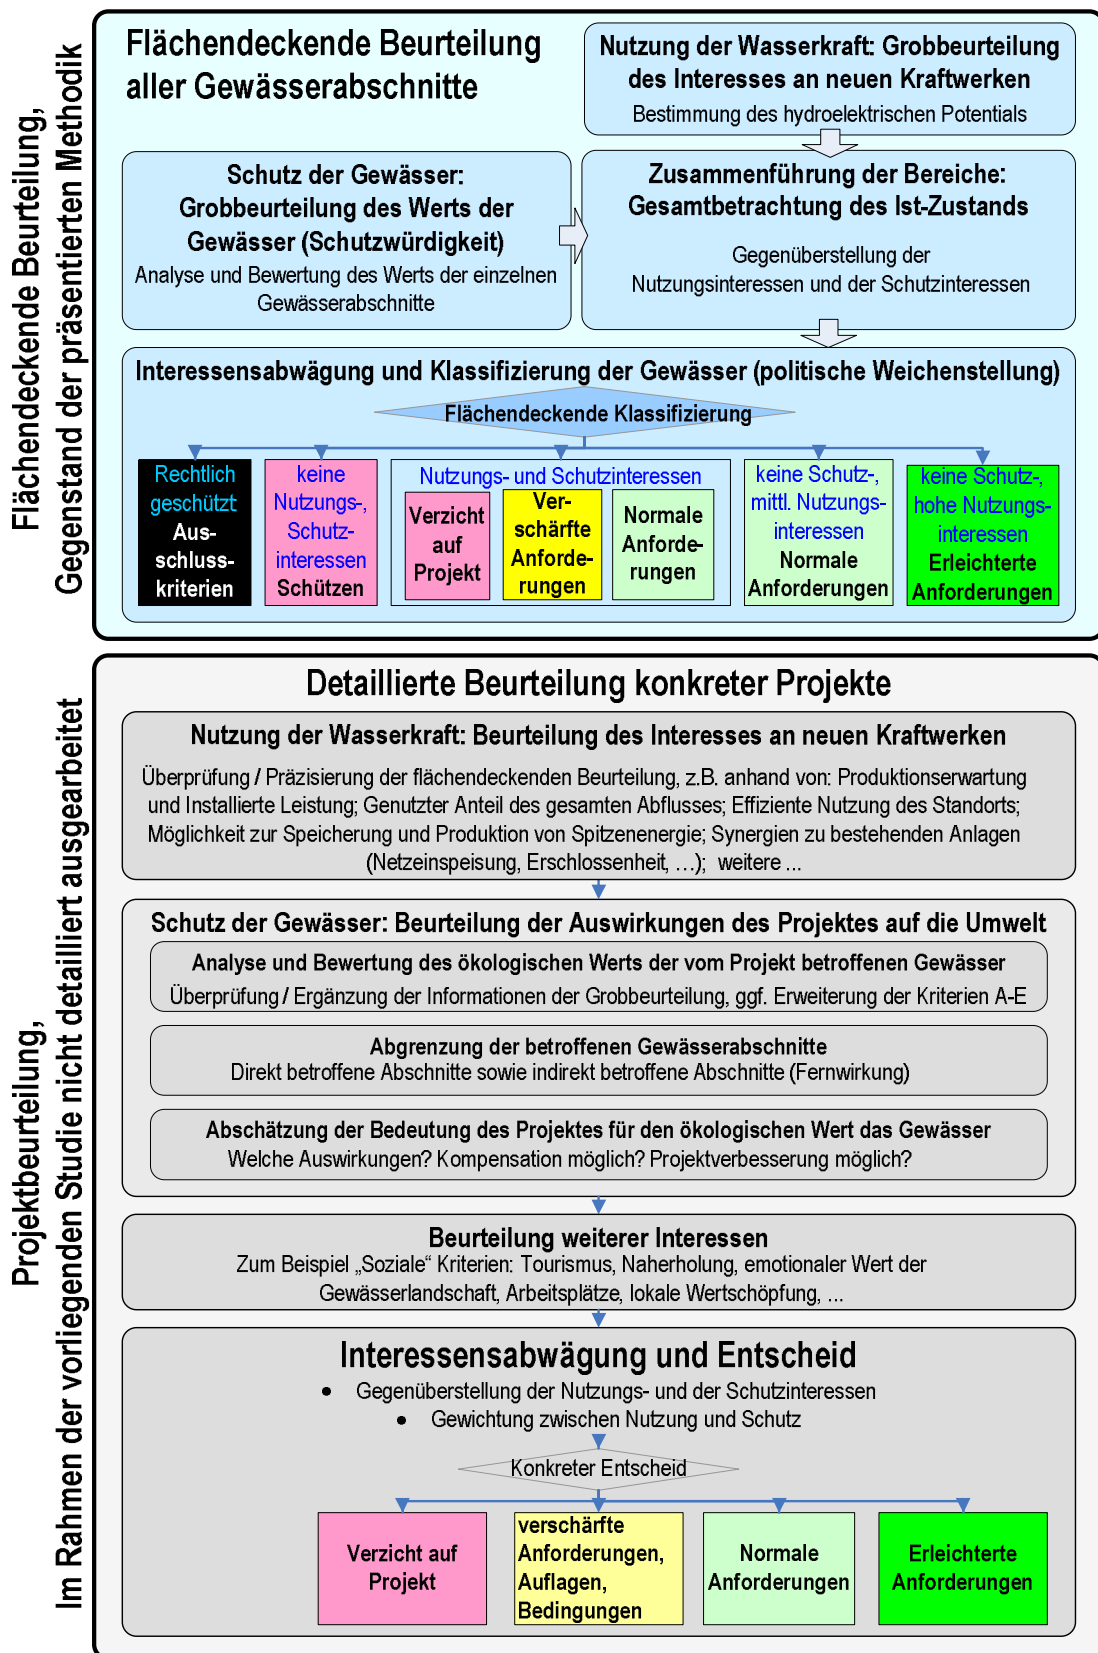 Flächendeckende Beurteilung,
Gegenstand der präsentierten Methodik
Flächendeckende Beurteilung
aller Gewässerabschnitte
Nutzung der Wasserkraft: Grobbeurteilung
des Interesses an neuen Kraftwerken
Bestimmung des hydroelektrischen Potentials
Schutz der Gewässer:
Grobbeurteilung des Werts der
Gewässer (Schutzwürdigkeit)
Analyse und Bewertung des Werts der einzelnen
Gewässerabschnitte
Zusammenführung der Bereiche:
Gesamtbetrachtung des Ist-Zustands
Gegenüberstellung der
Nutzungsinteressen und der Schutzinteressen
Interessensabwägung und Klassifizierung der Gewässer (politische Weichenstellung)
Flächendeckende Klassifizierung
Rechtlich
geschützt
Aus-
schluss-
kriterien
keine
Nutzungs-,
Schutz-
interessen
Schützen
Nutzungs- und Schutzinteressen
Verzicht
auf
Projekt
Ver-
schärfte
Anforde-
rungen
Normale
Anforde-
rungen
keine Schutz-,
mittl. Nutzungs-
interessen
Normale
Anforderungen
keine Schutz-,
hohe Nutzungs-
interessen
Erleichterte
Anforderungen
Projektbeurteilung,
Im Rahmen der vorliegenden Studie nicht detailliert ausgearbeitet
Detaillierte Beurteilung konkreter Projekte
Nutzung der Wasserkraft: Beurteilung des Interesses an neuen Kraftwerken
Überprüfung / Präzisierung der flächendeckenden Beurteilung, z.B. anhand von: Produktionserwartung
und Installierte Leistung; Genutzter Anteil des gesamten Abflusses; Effiziente Nutzung des Standorts;
Möglichkeit zur Speicherung und Produktion von Spitzenenergie; Synergien zu bestehenden Anlagen
(Netzeinspeisung, Erschlossenheit, …); weitere ...
Schutz der Gewässer: Beurteilung der Auswirkungen des Projektes auf die Umwelt
Analyse und Bewertung des ökologischen Werts der vom Projekt betroffenen Gewässer
Überprüfung / Ergänzung der Informationen der Grobbeurteilung, ggf. Erweiterung der Kriterien A-E
Abgrenzung der betroffenen Gewässerabschnitte
Direkt betroffene Abschnitte sowie indirekt betroffene Abschnitte (Fernwirkung)
Abschätzung der Bedeutung des Projektes für den ökologischen Wert das Gewässer
Welche Auswirkungen? Kompensation möglich? Projektverbesserung möglich?
Beurteilung weiterer Interessen
Zum Beispiel „Soziale“ Kriterien: Tourismus, Naherholung, emotionaler Wert der
Gewässerlandschaft, Arbeitsplätze, lokale Wertschöpfung, ...
Interessensabwägung und Entscheid
• Gegenüberstellung der Nutzungs- und der Schutzinteressen
• Gewichtung zwischen Nutzung und Schutz
Konkreter Entscheid
Verzicht auf
Projekt
verschärfte
Anforderungen,
Auflagen,
Bedingungen
Normale
Anforderungen
Erleichterte
Anforderungen